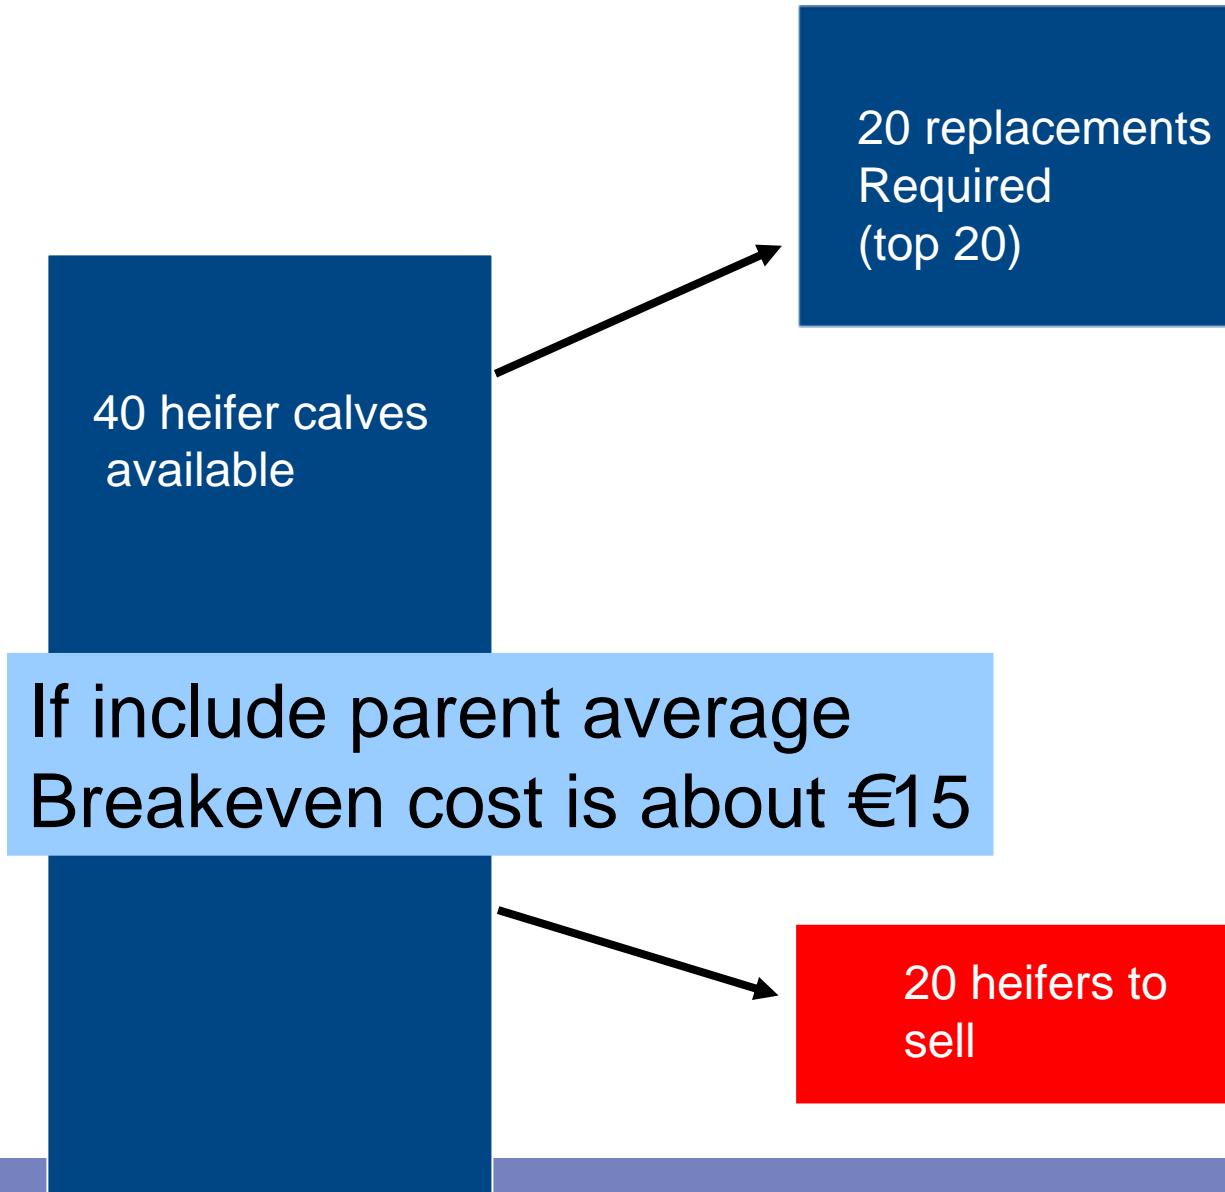 20 replacements
Required
(top 20)
40 heifer calves
available
If include parent average
Breakeven cost is about €15
20 heifers to
sell